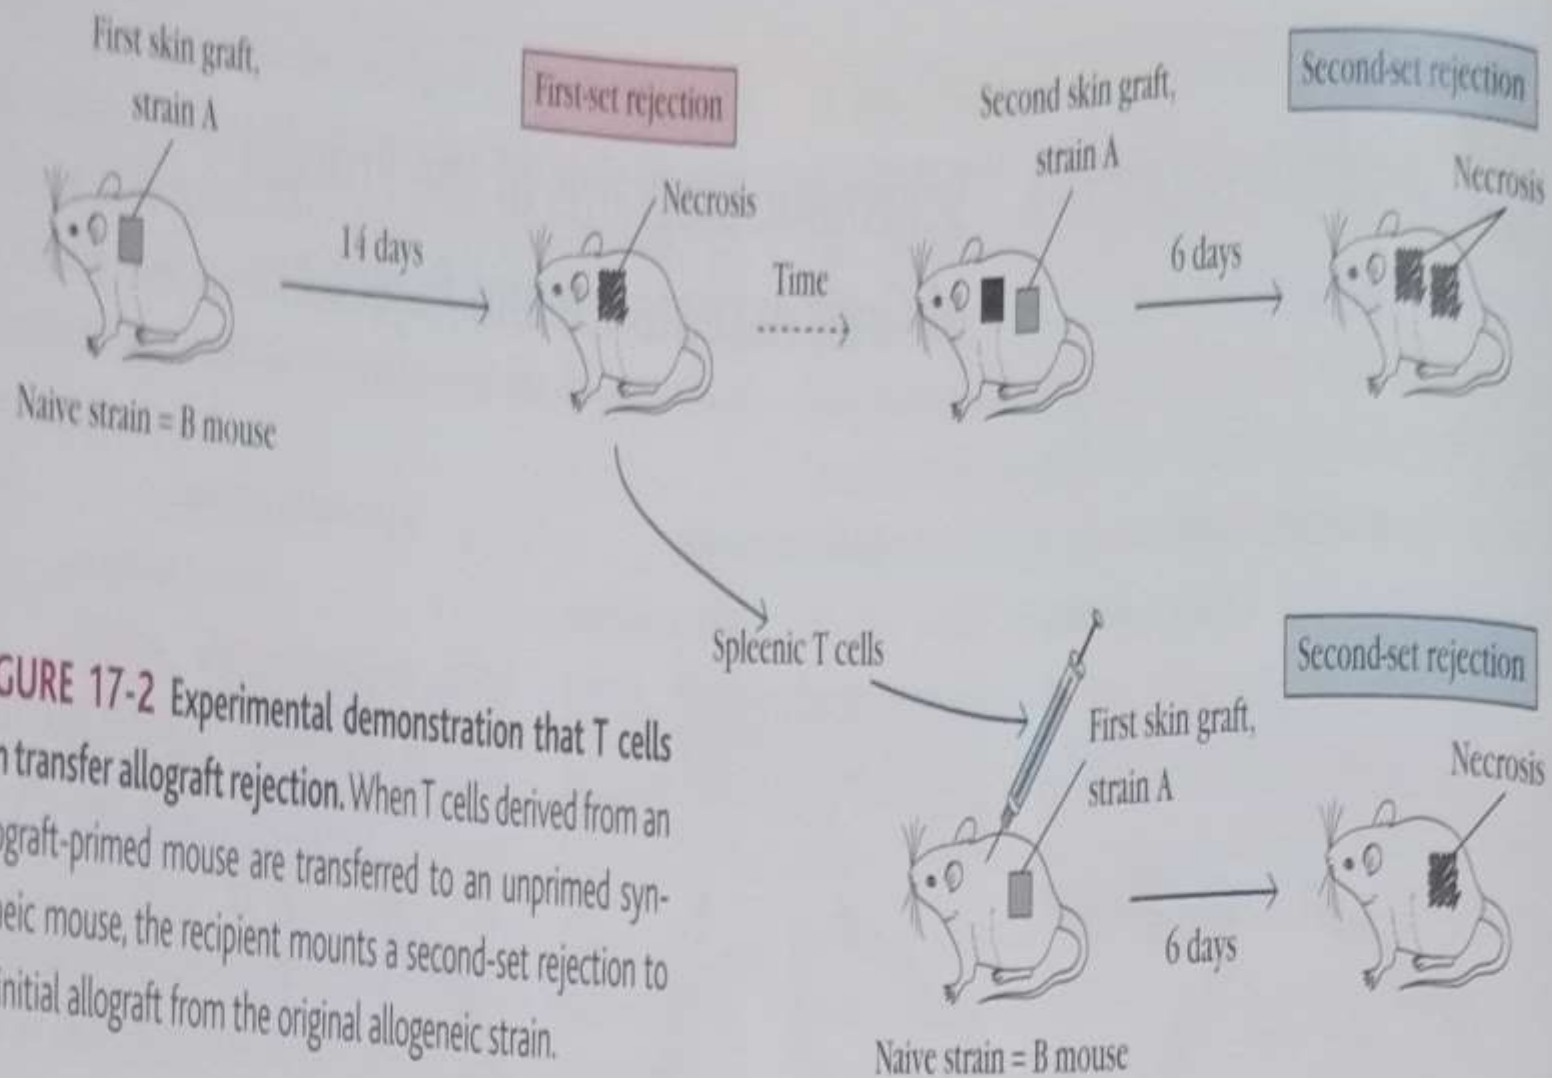 First skin graft,
strain A
14 days
Naive strain = B mouse
First-set rejection
Necrosis
Time
Second skin graft,
strain A
6 days
Second-set rejection
Necrosis
Spleenic T cells
First skin graft,
strain A
6 days
Naive strain = B mouse
Second-set rejection
Necrosis
GURE 17-2 Experimental demonstration that T cells
n transfer allograft rejection. When T cells derived from an
ograft-primed mouse are transferred to an unprimed syn-
eic mouse, the recipient mounts a second-set rejection to
initial allograft from the original allogeneic strain.